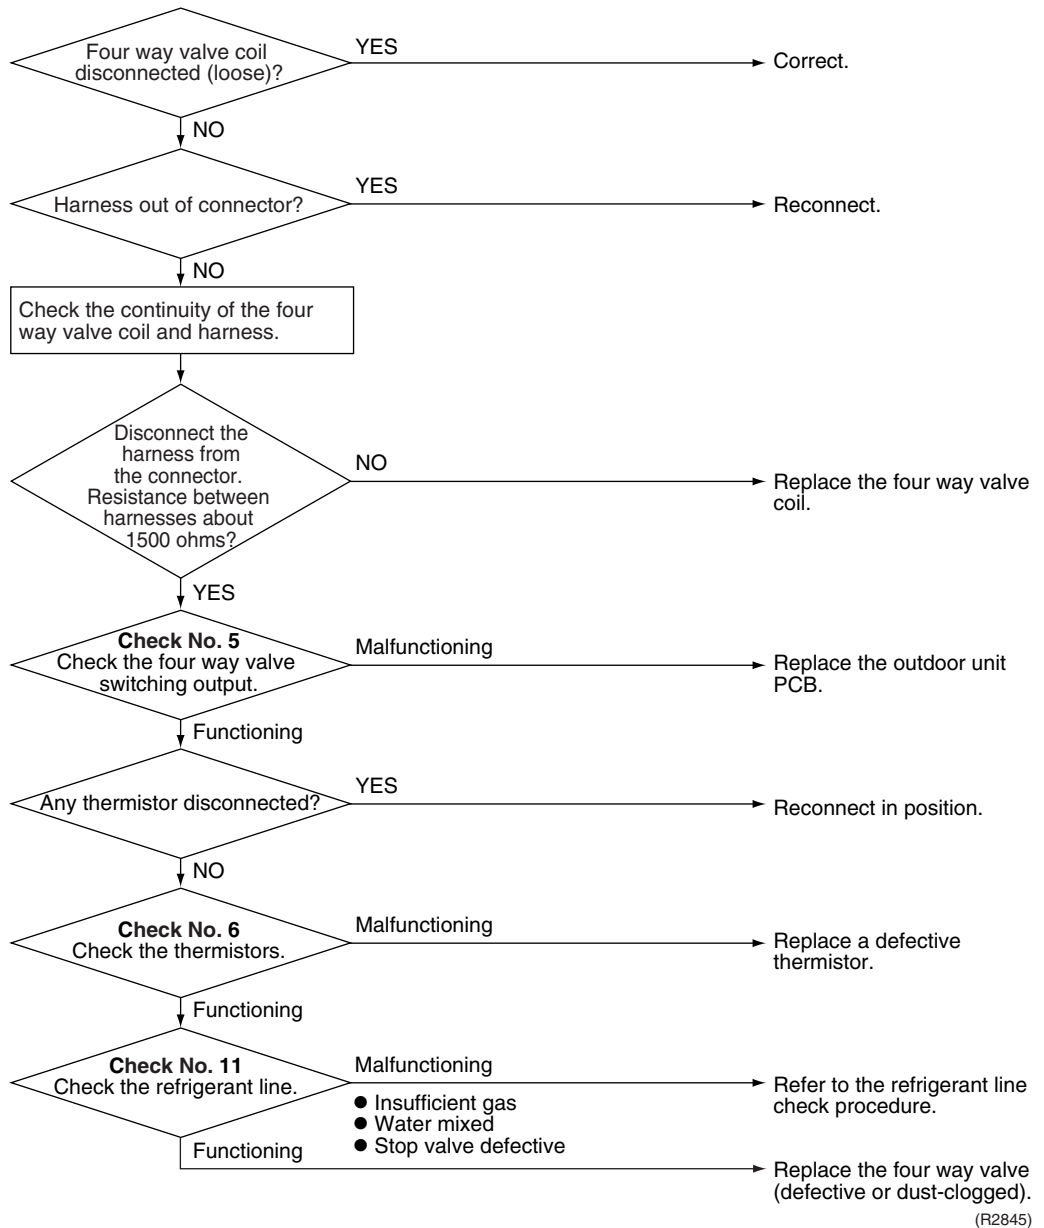 Four way valve coil
disconnected (loose)?
YES
Correct.
NO
Harness out of connector?
YES
Reconnect.
NO
Check the continuity of the four
way valve coil and harness.
Disconnect the
harness from
the connector.
Resistance between
harnesses about
1500 ohms?
NO
Replace the four way valve
coil.
YES
Check No. 5
Check the four way valve
switching output.
Malfunctioning
Replace the outdoor unit
PCB.
Functioning
Any thermistor disconnected?
YES
Reconnect in position.
NO
Check No. 6
Check the thermistors.
Malfunctioning
Replace a defective
thermistor.
Functioning
Check No. 11
Check the refrigerant line.
Malfunctioning
● Insufficient gas
● Water mixed
● Stop valve defective
Refer to the refrigerant line
check procedure.
Functioning
Replace the four way valve
(defective or dust-clogged).
(R2845)